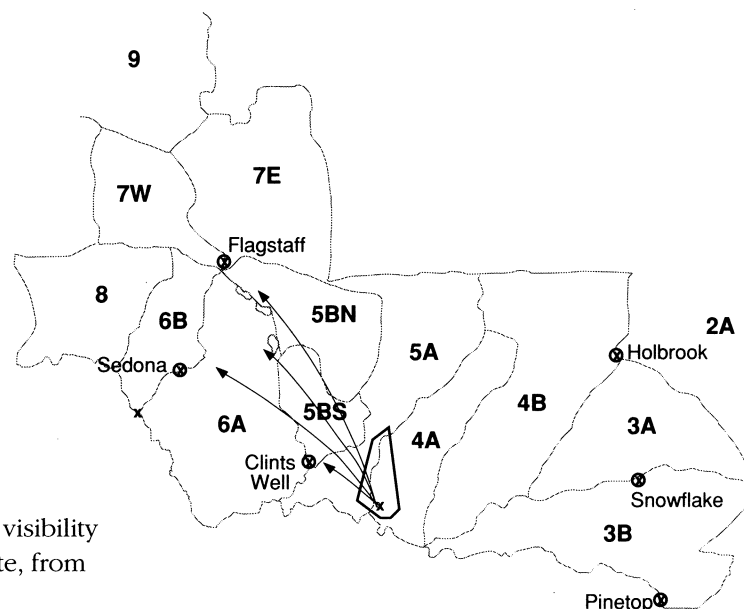 9
7W
7E
Flagstaff
8
6B
5BN
2A
5A
Holbrook
Sedona
4B
6A
5BS
3A
4A
Clints
Well
Snowflake
3B
visibility
te, from
Pinetop